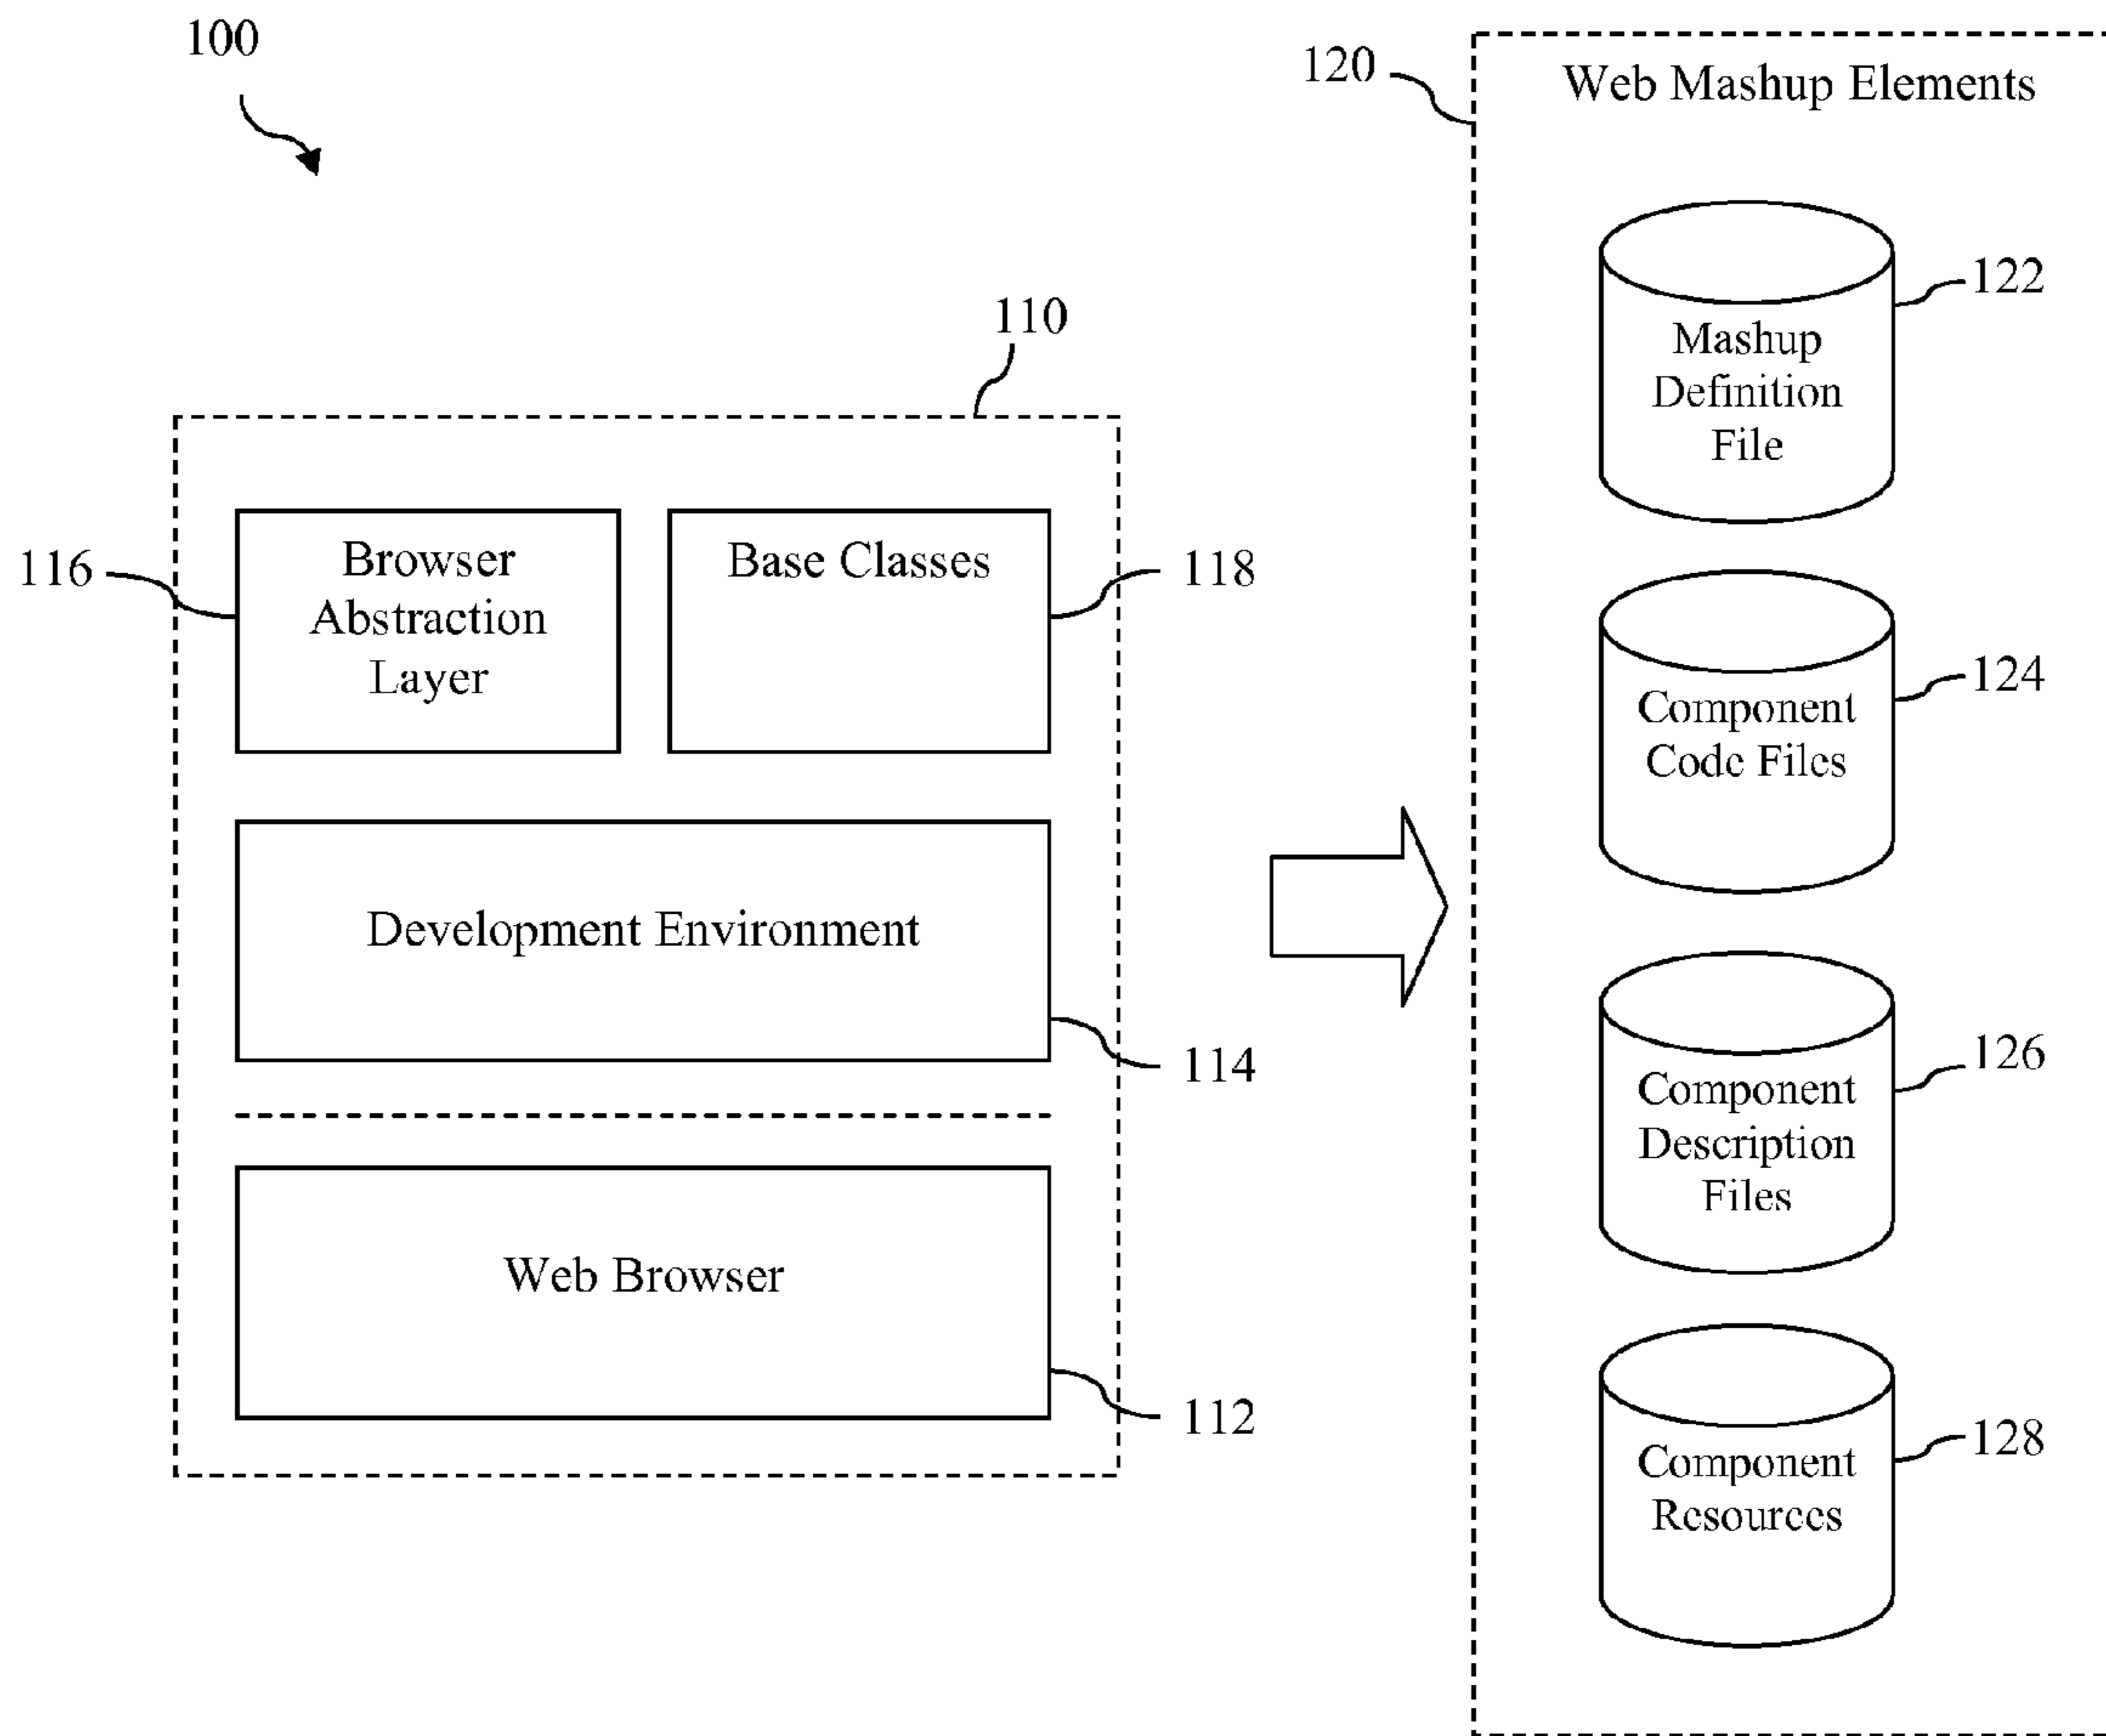 100
120
Web Mashup Elements
122
Mashup
Definition
File
110
116
Browser
Abstraction
Layer
Base Classes
118
124
Component
Code Files
Development Environment
114
126
Component
Description
Files
Web Browser
112
128
Component
Resources